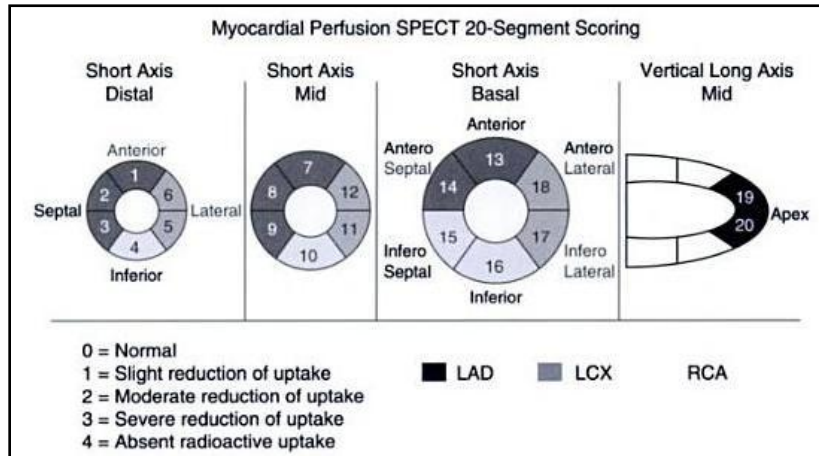 Myocardial Perfusion SPECT 20-Segment Scoring
Short Axis
Distal
Short Axis
Mid
Short Axis
Basal
Vertical Long Axis
Mid
Anterior
Septal
Lateral
Inferior
1
2
3
4
5
6
7
8
9
10
11
12
Anterior
Antero
Septal
Antero
Lateral
Infero
Septal
Infero
Lateral
Inferior
13
14
15
16
17
18
19
20
Apex
0 = Normal
1 = Slight reduction of uptake
2 = Moderate reduction of uptake
3 = Severe reduction of uptake
4 = Absent radioactive uptake
LAD
LCX
RCA